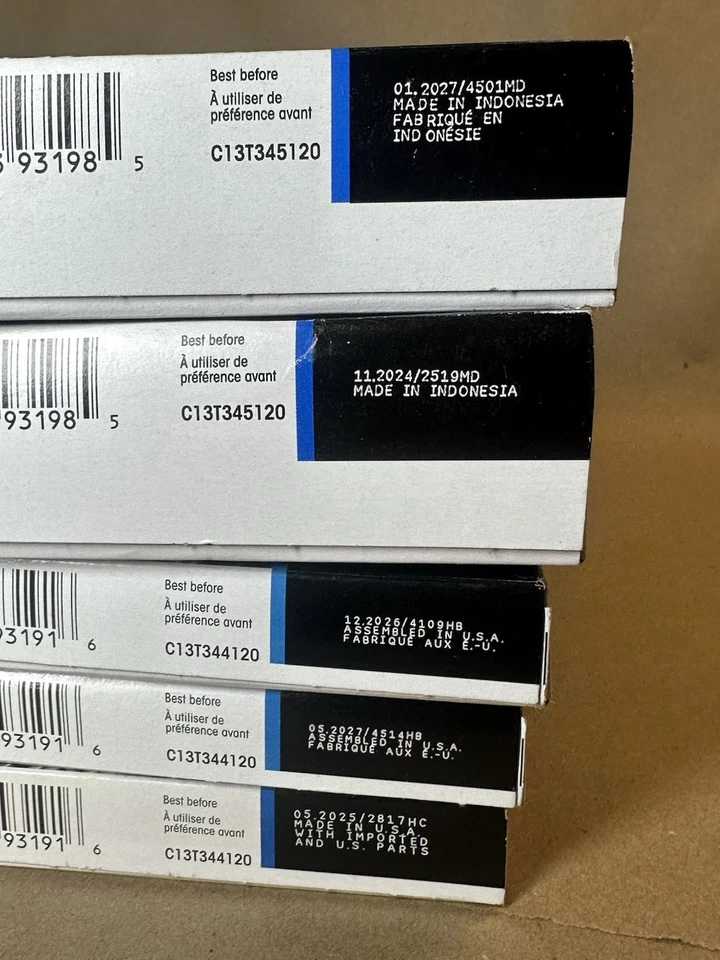 93198 5
Best before
À utiliser de
préférence avant
C13T345120
01.2027/4501MD
MADE IN INDONESIA
FABRIQUÉ EN
INDONÉSIE
93198 5
Best before
À utiliser de
préférence avant
C13T345120
11.2024/2519MD
MADE IN INDONESIA
93191 6
Best before
À utiliser de
préférence avant
C13T344120
12.2026/4109HB
ASSEMBLED IN U.S.A.
FABRIQUÉ AUX É.-U.
93191 6
Best before
À utiliser de
préférence avant
C13T344120
05.2027/4514HB
ASSEMBLED IN U.S.A.
FABRIQUÉ AUX É.-U.
93191 6
Best before
À utiliser de
préférence avant
C13T344120
05.2025/2817HC
MADE IN U.S.A.
WITH IMPORTED
AND U.S. PARTS